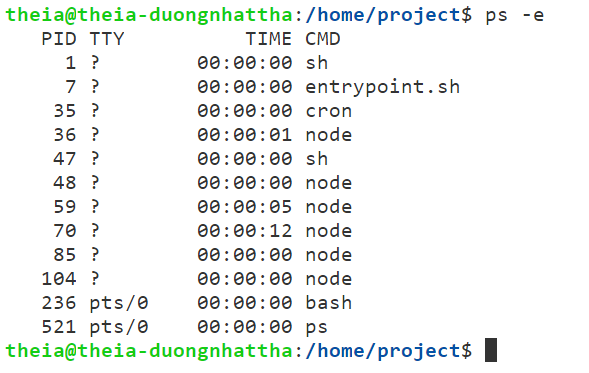 theia@theia-duongnhattha:/home/project$ ps -e
PID TTY TIME CMD
1 ? 00:00:00 sh
7 ? 00:00:00 entrypoint.sh
35 ? 00:00:00 cron
36 ? 00:00:01 node
47 ? 00:00:00 sh
48 ? 00:00:00 node
59 ? 00:00:05 node
70 ? 00:00:12 node
85 ? 00:00:00 node
104 ? 00:00:00 node
236 pts/0 00:00:00 bash
521 pts/0 00:00:00 ps
theia@theia-duongnhattha:/home/project$